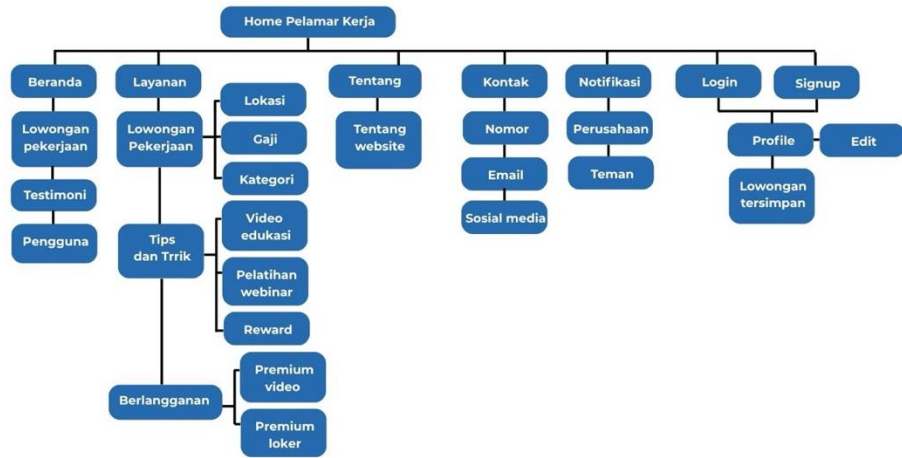 Home Pelamar Kerja
Beranda
Layanan
Tentang
Kontak
Notifikasi
Login
Signup
Lowongan
pekerjaan
Testimoni
Pengguna
Lowongan
Pekerjaan
Lokasi
Gaji
Kategori
Tips
dan Trrik
Video
edukasi
Pelatihan
webinar
Reward
Berlangganan
Premium
video
Premium
loker
Tentang
website
Nomor
Email
Sosial media
Perusahaan
Teman
Profile
Edit
Lowongan
tersimpan